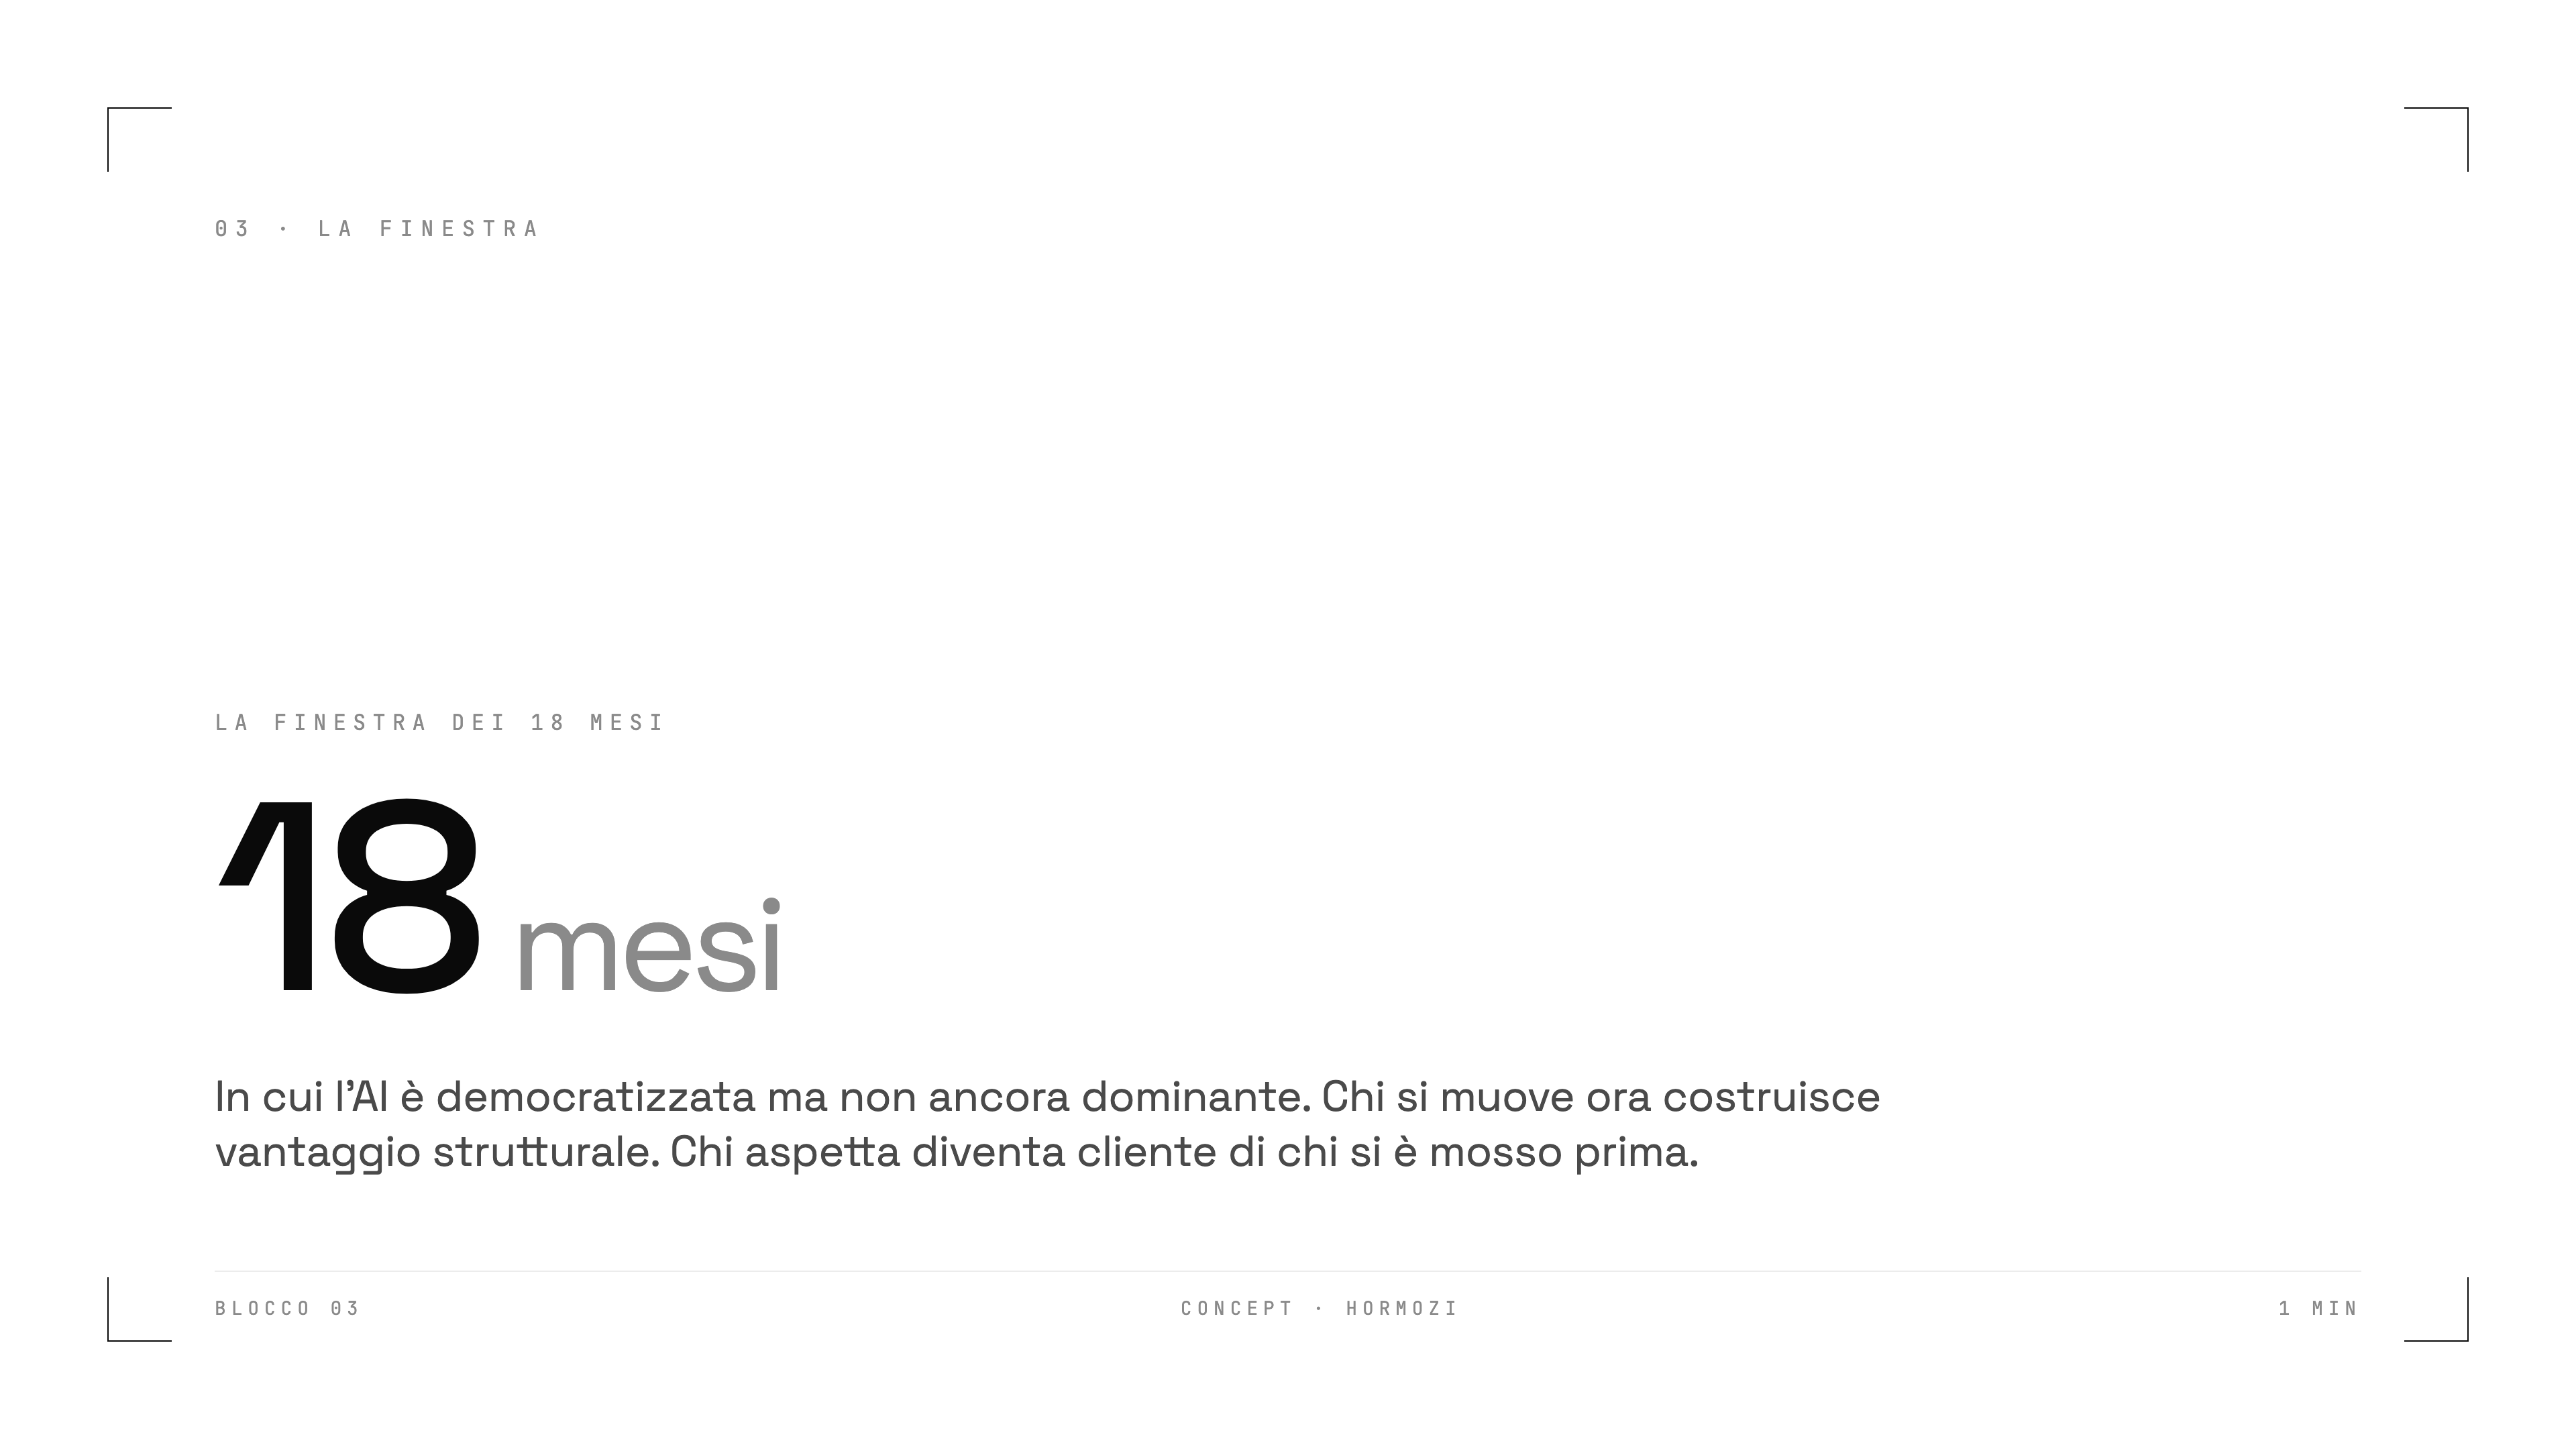 03 · LA FINESTRA
LA FINESTRA DEI 18 MESI
18 mesi
In cui l’AI è democratizzata ma non ancora dominante. Chi si muove ora costruisce
vantaggio strutturale. Chi aspetta diventa cliente di chi si è mosso prima.
BLOCCO 03
CONCEPT · HORMOZI
1 MIN